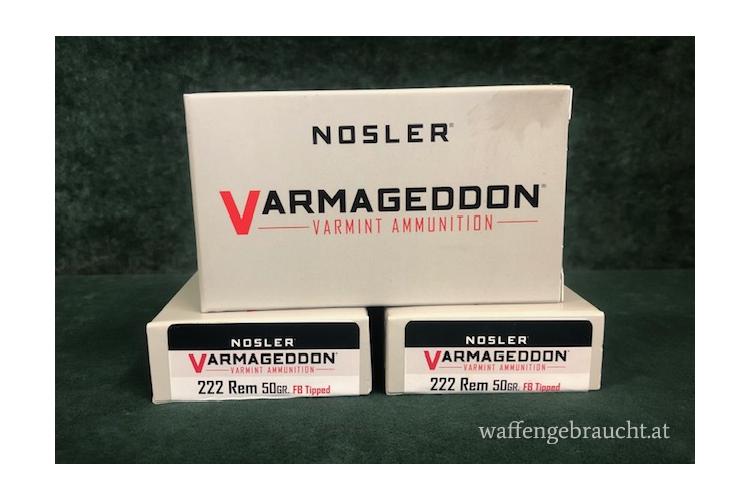 NOSLER®
VARMAGEDDON®
VARMINT AMMUNITION
NOSLER
VARMAGEDDON
VARMINT AMMUNITION
222 Rem 50GR. FB Tipped
NOSLER
VARMAGEDDON
VARMINT AMMUNITION
222 Rem 50GR. FB Tipped
waffengebraucht.at